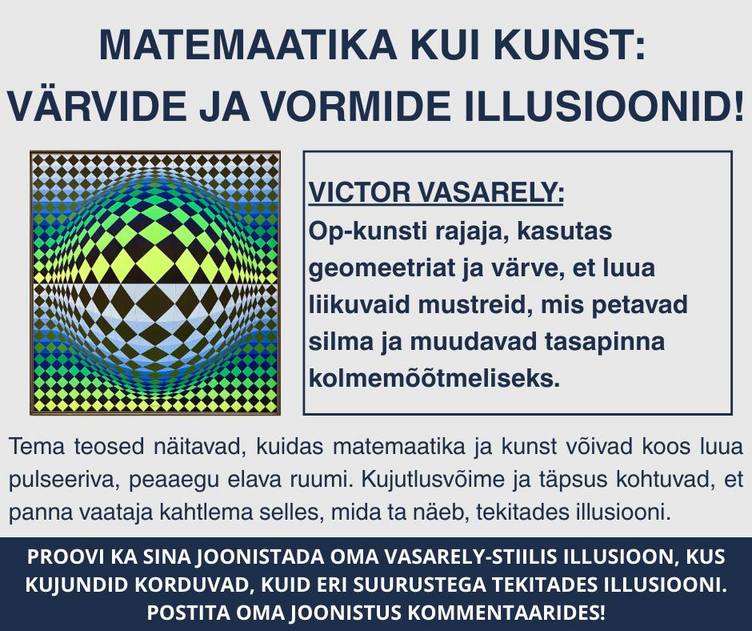 MATEMAATIKA KUI KUNST:
VÄRVIDE JA VORMIDE ILLUSIOONID!
VICTOR VASARELY:
Op-kunsti rajaja, kasutas
geomeetriat ja värve, et luua
liikuvaid mustreid, mis petavad
silma ja muudavad tasapinna
kolmemõõtmeliseks.
Tema teosed näitavad, kuidas matemaatika ja kunst võivad koos luua
pulseeriva, peaaegu elava ruumi. Kujutlusvõime ja täpsus kohtuvad, et
panna vaataja kahtlema selles, mida ta näeb, tekitades illusiooni.
PROOVI KA SINA JOONISTADA OMA VASARELY-STIILIS ILLUSIOON, KUS
KUJUNDID KORDUVAD, KUID ERI SUURUSTEGA TEKITADES ILLUSIOONI.
POSTITA OMA JOONISTUS KOMMENTAARIDES!